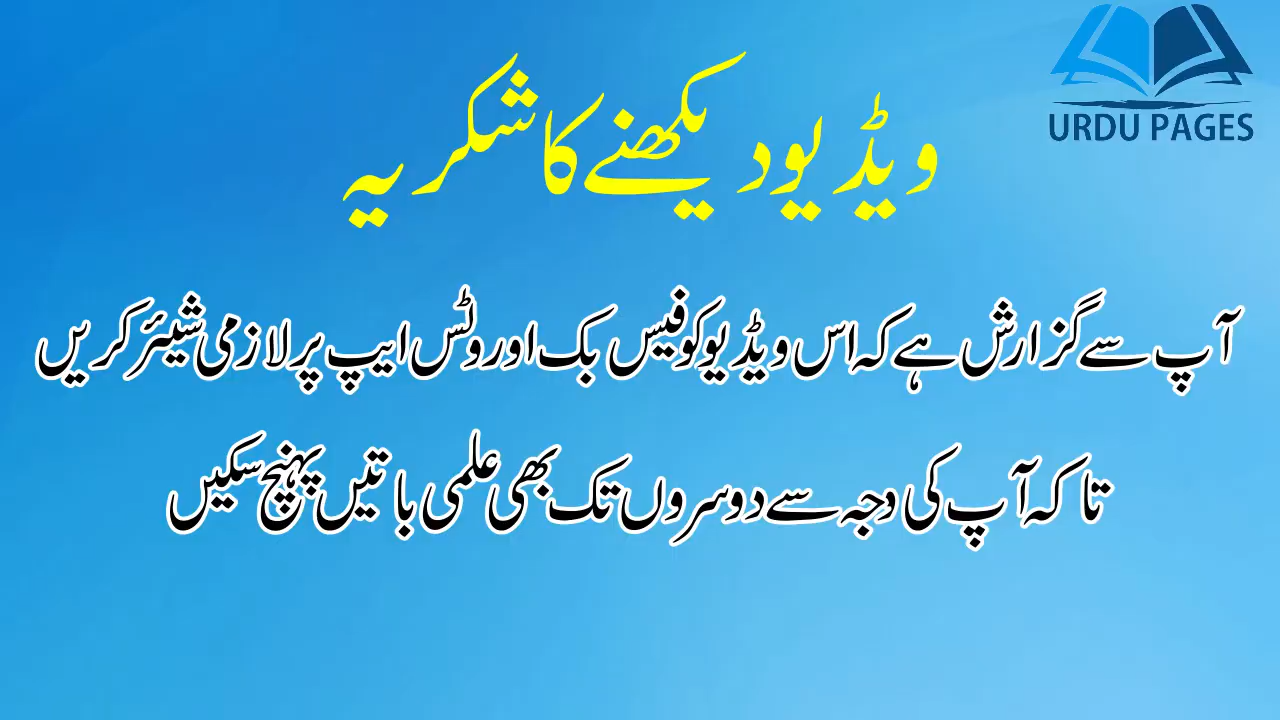 ویڈیو دیکھنے کا شکریہ
URDU PAGES
آپ سے گزارش ہے کہ اس ویڈیو کو فیس بک اور وٹس ایپ پر لازمی شیئر کریں
تاکہ آپ کی وجہ سے دوسروں تک بھی علمی باتیں پہنچ سکیں